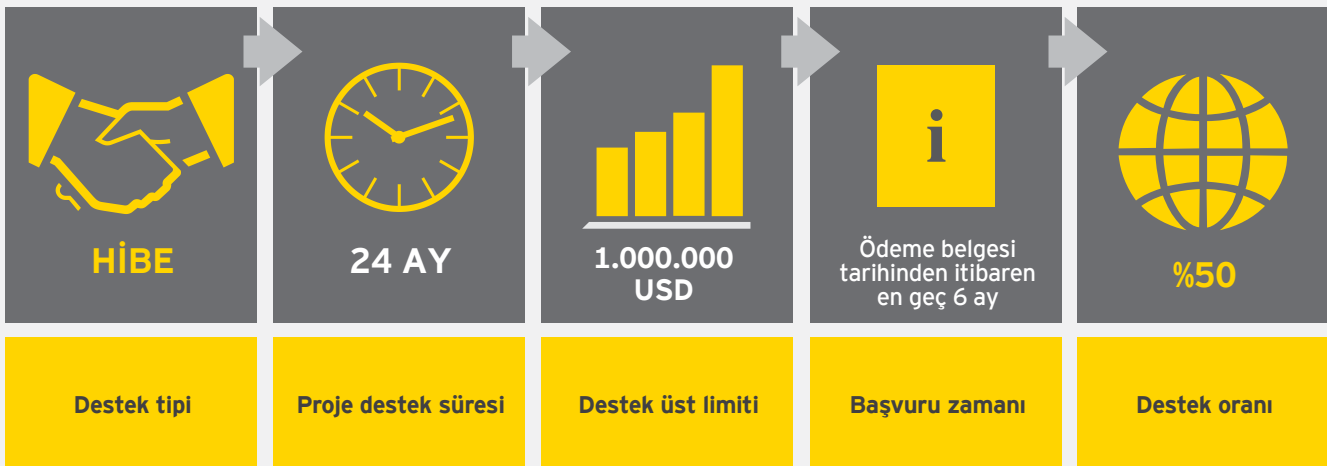 HİBE
24 AY
1.000.000
USD
i
Ödeme belgesi
tarihinden itibaren
en geç 6 ay
%50
Destek tipi
Proje destek süresi
Destek üst limiti
Başvuru zamanı
Destek oranı